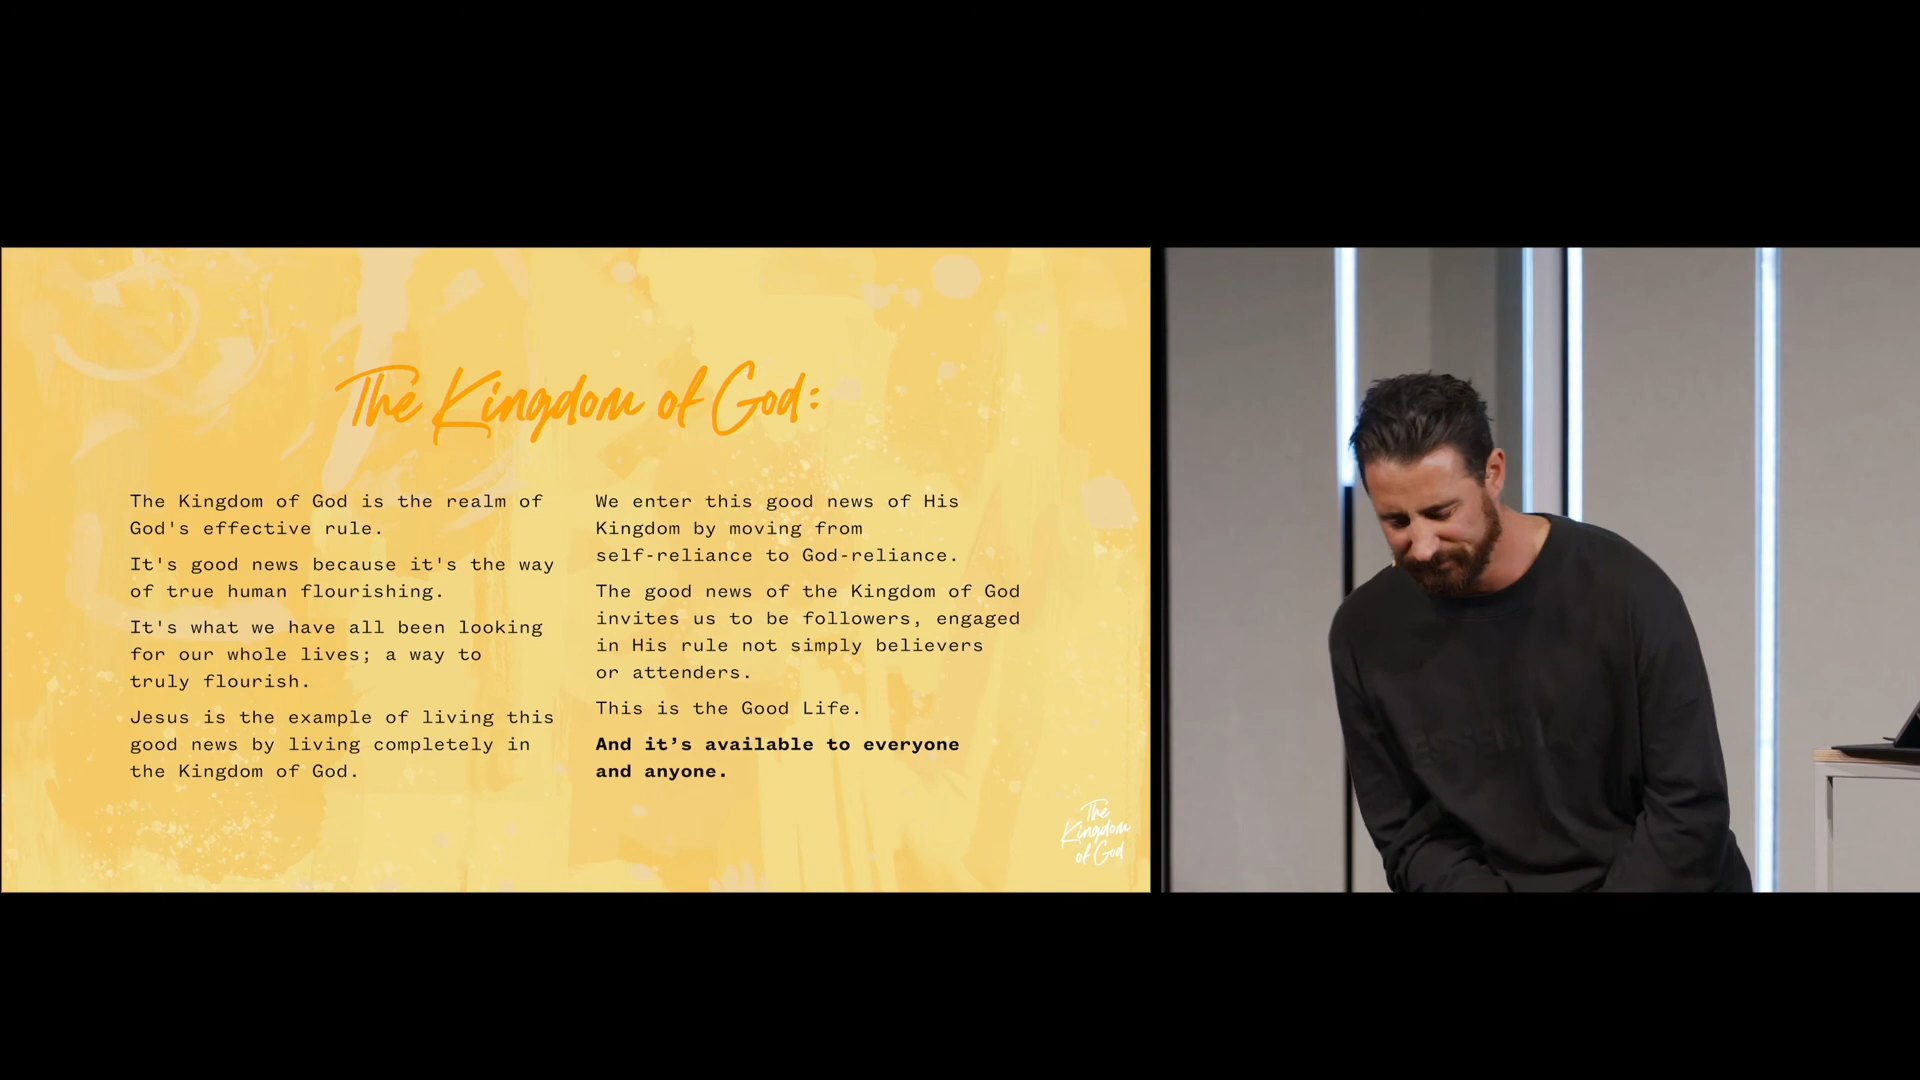 The Kingdom of God:
The Kingdom of God is the realm of
God's effective rule.
It's good news because it's the way
of true human flourishing.
It's what we have all been looking
for our whole lives; a way to
truly flourish.
Jesus is the example of living this
good news by living completely in
the Kingdom of God.
We enter this good news of His
Kingdom by moving from
self-reliance to God-reliance.
The good news of the Kingdom of God
invites us to be followers, engaged
in His rule not simply believers
or attenders.
This is the Good Life.
And it’s available to everyone
and anyone.
The
Kingdom
of God